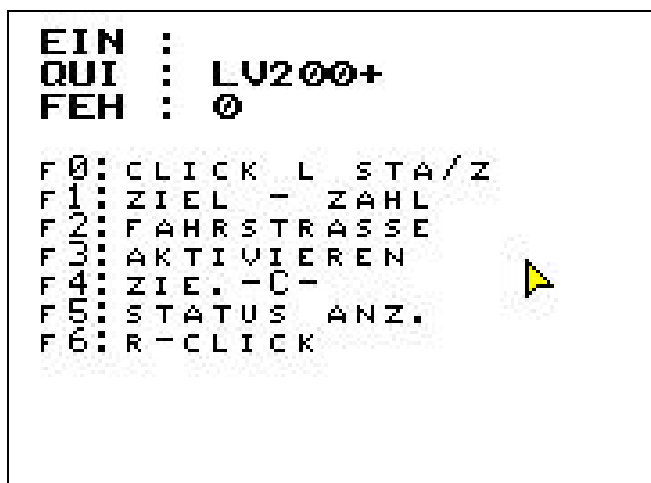 EIN :
QUI : LV200+
FEH : 0
F0: CLICK L STA/Z
F1: ZIEL - ZAHL
F2: FAHRSTRASSE
F3: AKTIVIEREN
F4: ZIE. -C-
F5: STATUS ANZ.
F6: R-CLICK